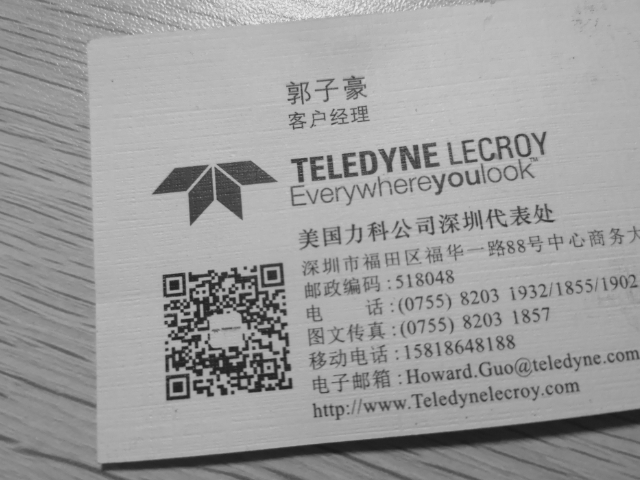 郭子豪
客户经理
TELEDYNE LECROY
Everywhereyoulook™
美国力科公司深圳代表处
深圳市福田区福华一路88号中心商务大
邮政编码:518048
电 话:(0755) 8203 1932/1855/1902
图文传真:(0755) 8203 1857
移动电话:15818648188
电子邮箱:Howard.Guo@teledyne.com
http://www.Teledynelecroy.com